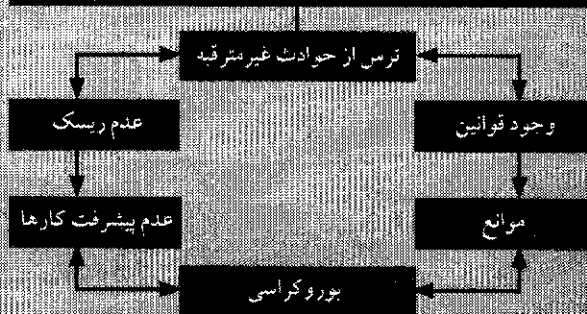 ترس از حوادث غیرمترقبه
وجود قوانین
عدم ریسک
موانع
عدم پیشرفت کارها
بوروکراسی